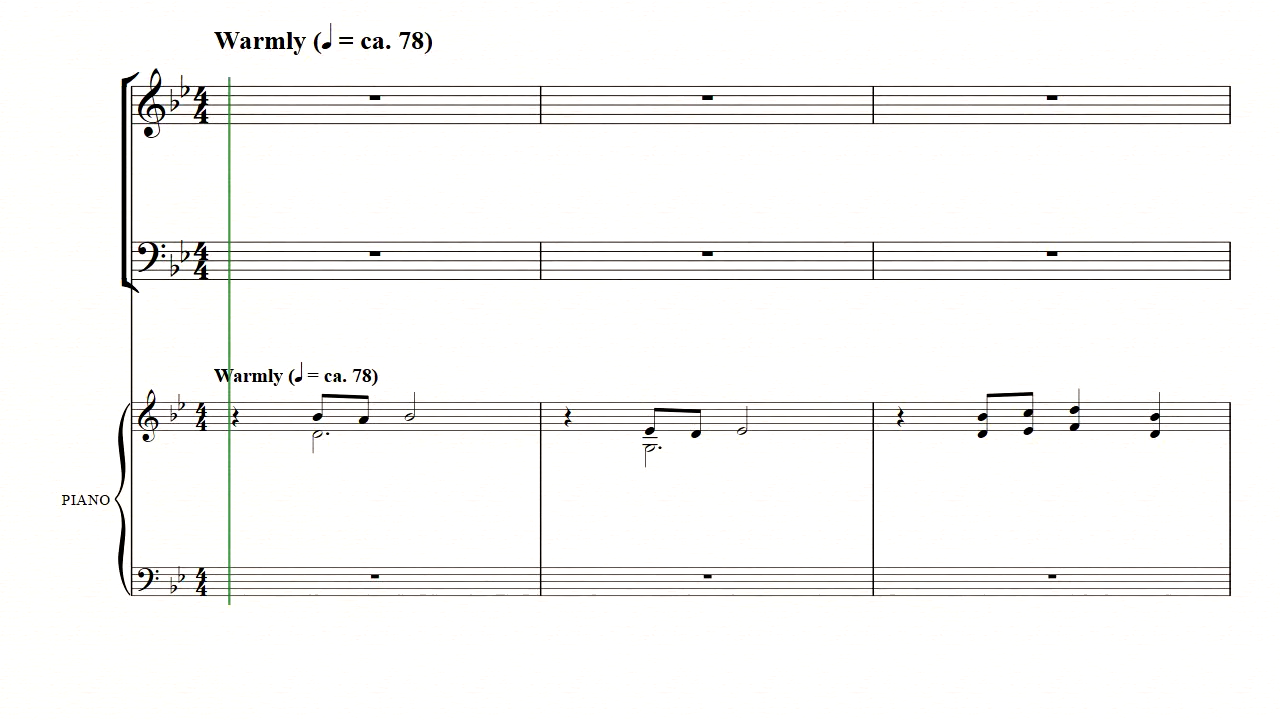 Warmly (♩ = ca. 78)
Warmly (♩ = ca. 78)
PIANO